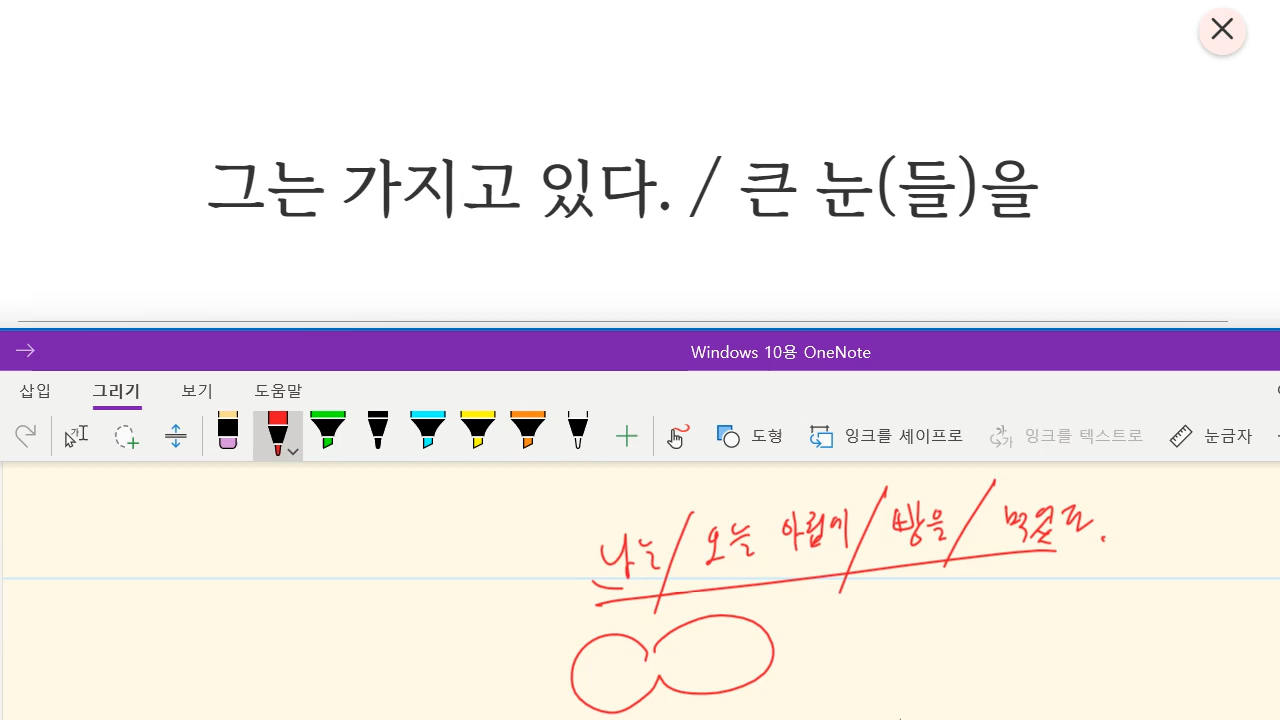 그는 가지고 있다. / 큰 눈(들)을
Windows 10용 OneNote
삽입 그리기 보기 도움말
도형 잉크를 셰이프로 잉크를 텍스트로 눈금자
나는 / 오늘 아침에 / 빵을 / 먹었다.